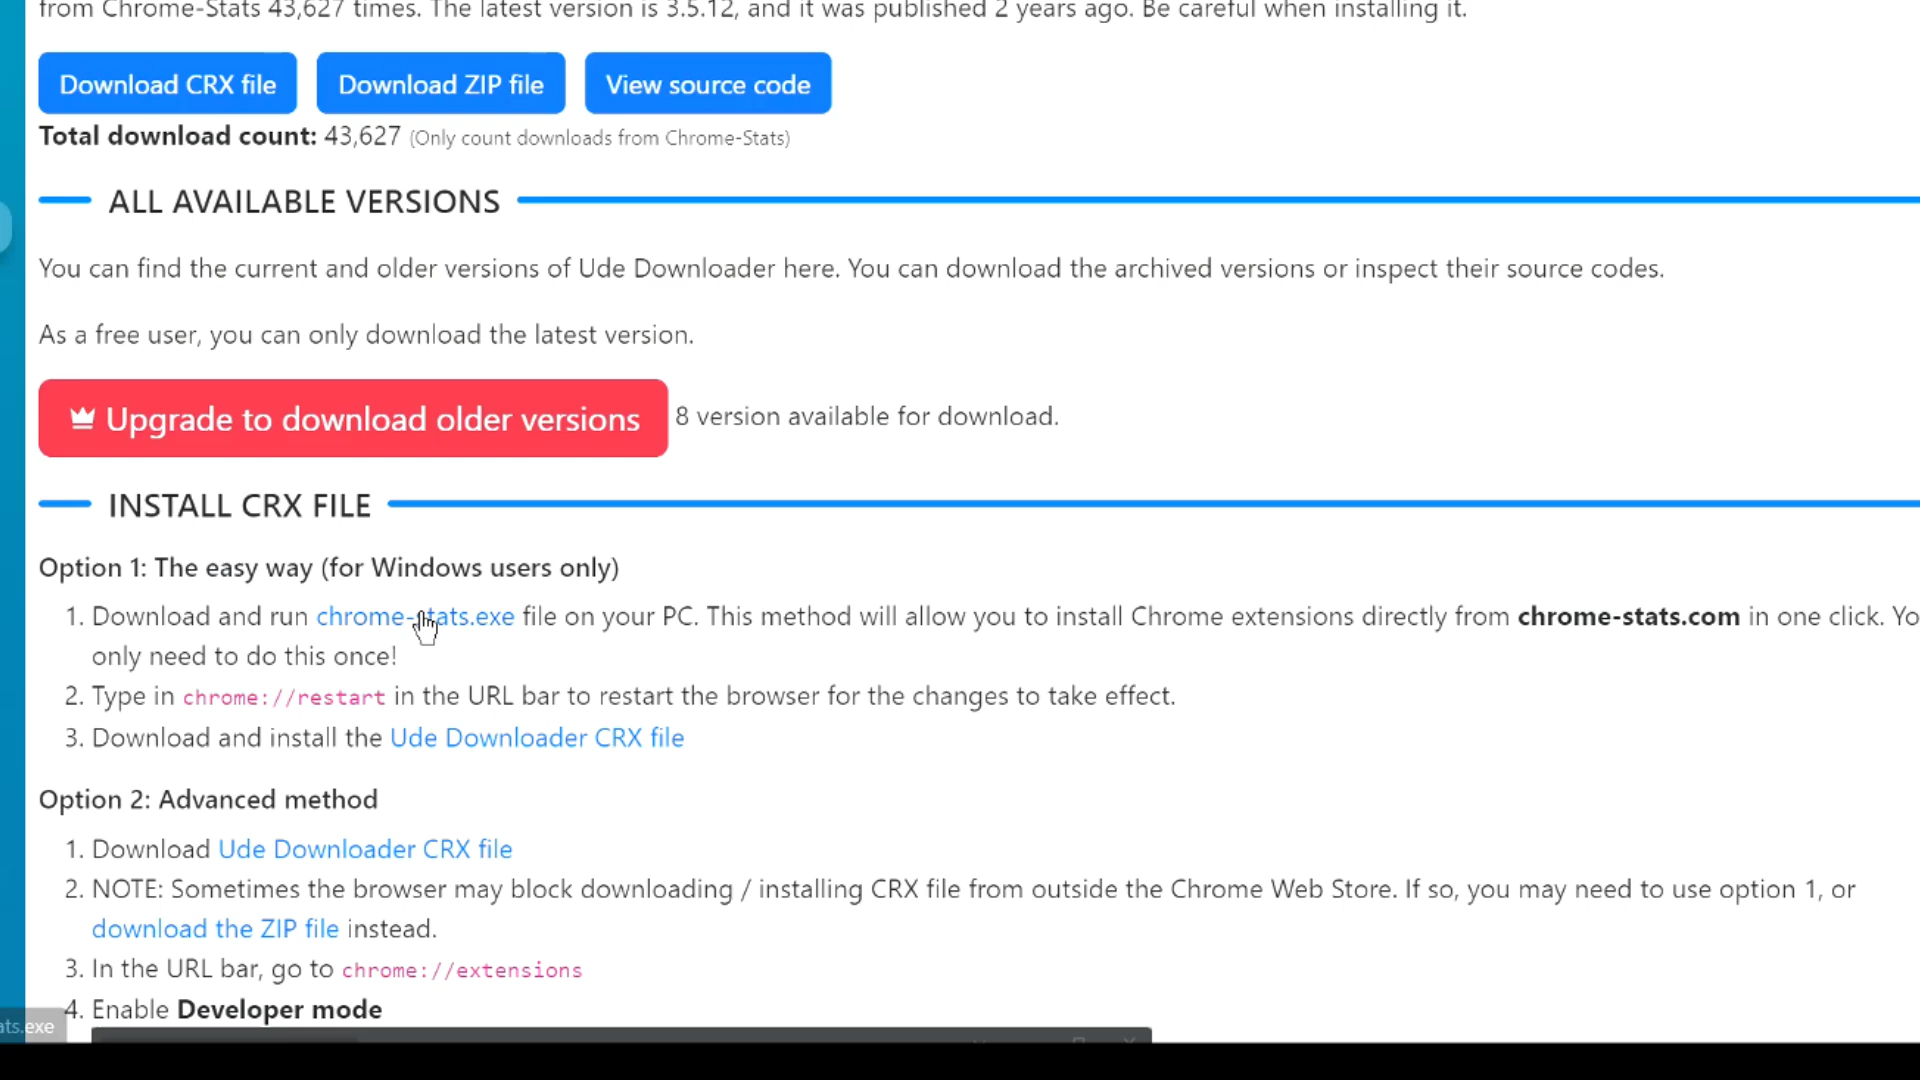 from Chrome-Stats 43,627 times. The latest version is 3.5.12, and it was published 2 years ago. Be careful when installing it.
Download CRX file
Download ZIP file
View source code
Total download count: 43,627 (Only count downloads from Chrome-Stats)
ALL AVAILABLE VERSIONS
You can find the current and older versions of Ude Downloader here. You can download the archived versions or inspect their source codes.
As a free user, you can only download the latest version.
Upgrade to download older versions
8 version available for download.
INSTALL CRX FILE
Option 1: The easy way (for Windows users only)
1. Download and run chrome-stats.exe file on your PC. This method will allow you to install Chrome extensions directly from chrome-stats.com in one click. Yo
only need to do this once!
2. Type in chrome://restart in the URL bar to restart the browser for the changes to take effect.
3. Download and install the Ude Downloader CRX file
Option 2: Advanced method
1. Download Ude Downloader CRX file
2. NOTE: Sometimes the browser may block downloading / installing CRX file from outside the Chrome Web Store. If so, you may need to use option 1, or
download the ZIP file instead.
3. In the URL bar, go to chrome://extensions
4. Enable Developer mode
ats.exe